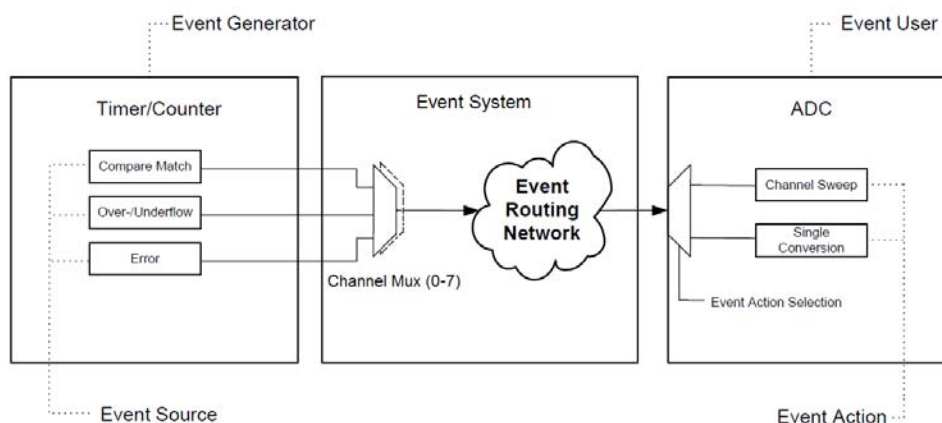 Event Generator
Event User
Timer/Counter
Event System
ADC
Compare Match
Over-/Underflow
Error
Channel Mux (0-7)
Event
Routing
Network
Channel Sweep
Single
Conversion
Event Action Selection
Event Source
Event Action